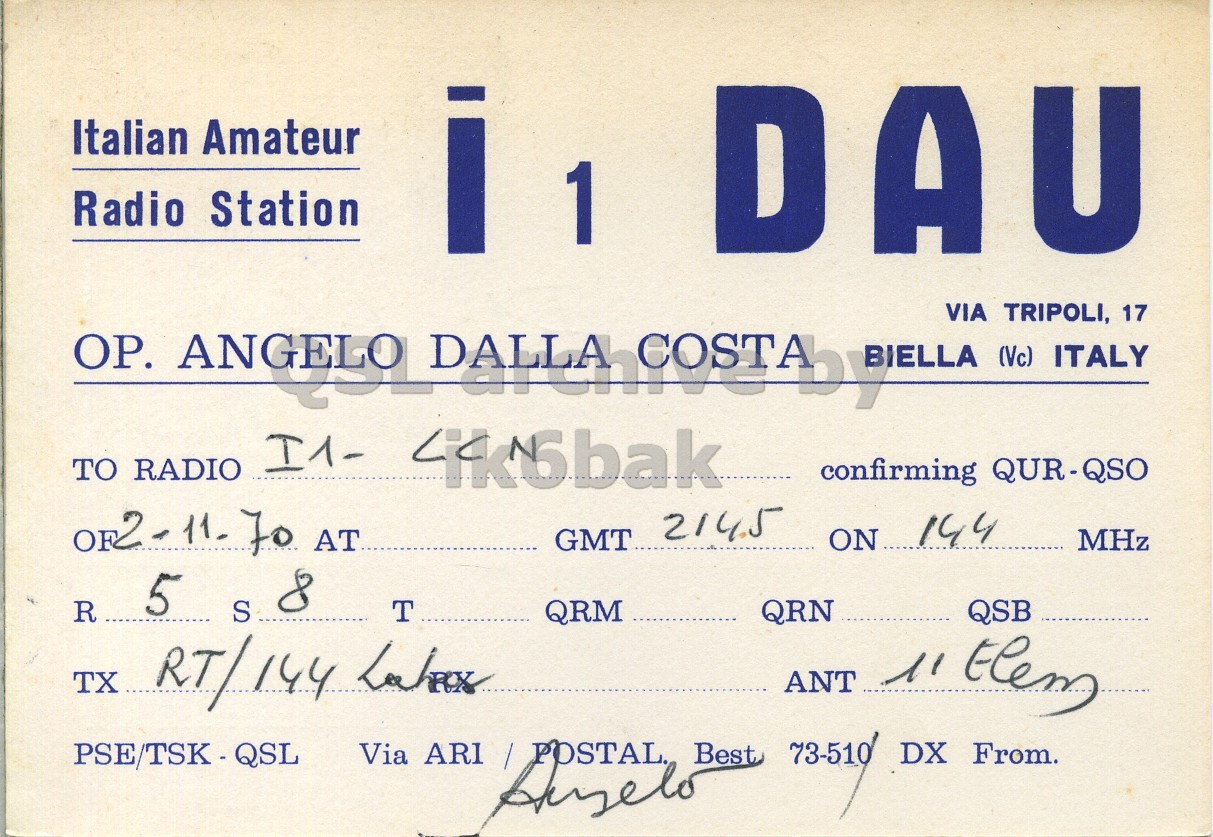 Italian Amateur
Radio Station
i 1 DAU
VIA TRIPOLI, 17
OP. ANGELO DALLA COSTA BIELLA (Vc) ITALY
QSL archive by
ik6bak
TO RADIO I1- CCN confirming QUR-QSO
OF 2-11-70 AT GMT 2145 ON 144 MHz
R 5 S 8 T QRM QRN QSB
TX RT/144 RX ANT 11 Elem
PSE/TSK - QSL Via ARI / POSTAL. Best 73-510 DX From.
Angelo